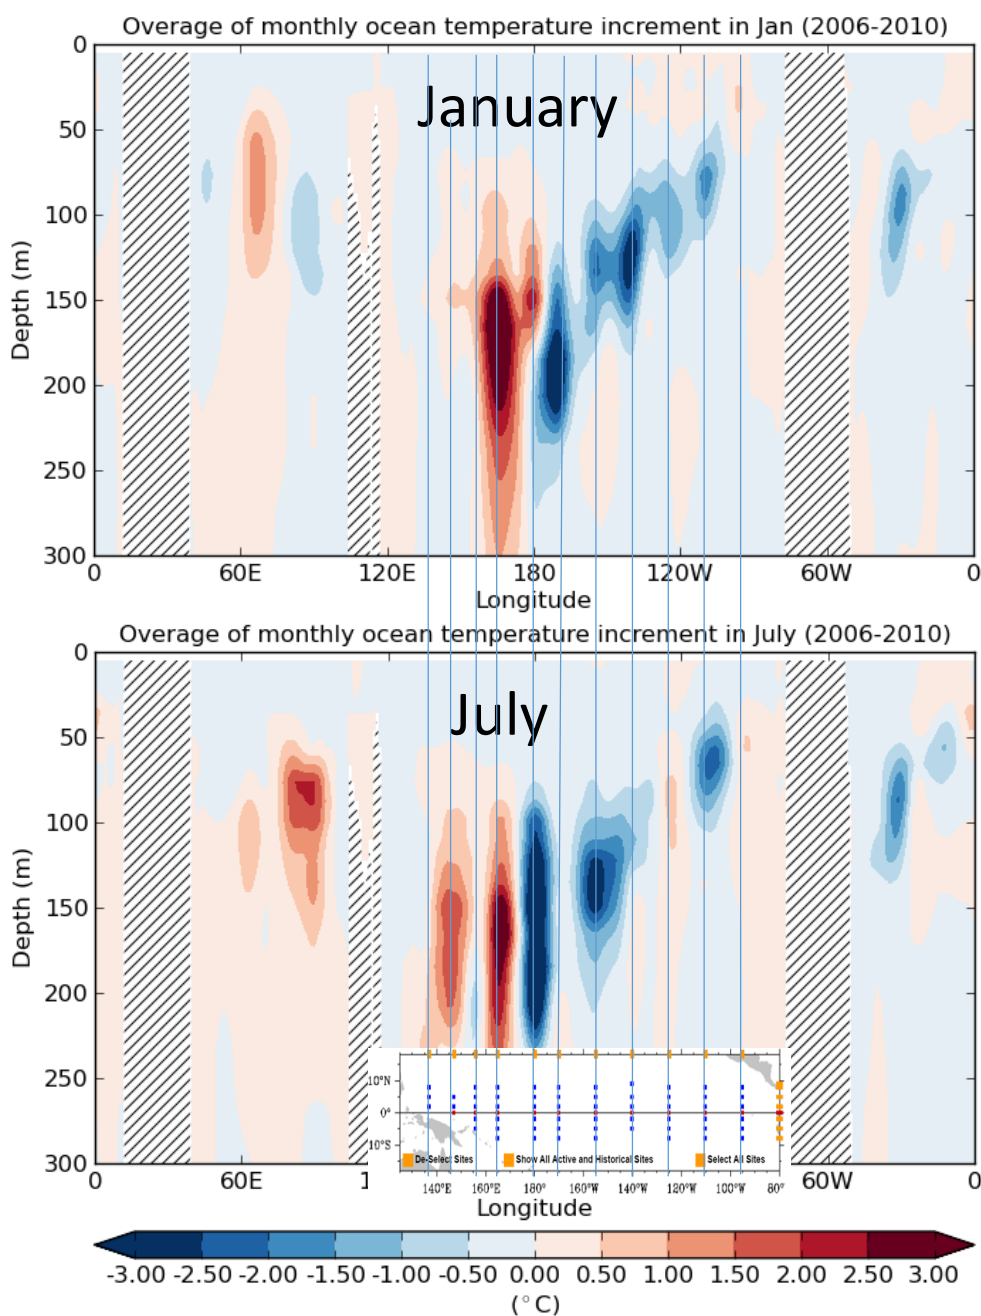 Overage of monthly ocean temperature increment in Jan (2006-2010)
January
0
50
100
150
200
250
300
Depth (m)
0 60E 120E 180 120W 60W 0
Longitude
Overage of monthly ocean temperature increment in July (2006-2010)
July
0
50
100
150
200
250
300
Depth (m)
10°N
0°
10°S
De-Select Sites Show All Active and Historical Sites Select All Sites
140°E 160°E 180° 160°W 140°W 120°W 100°W 80°
0 60E 1 60W 0
Longitude
-3.00 -2.50 -2.00 -1.50 -1.00 -0.50 0.00 0.50 1.00 1.50 2.00 2.50 3.00
(°C)